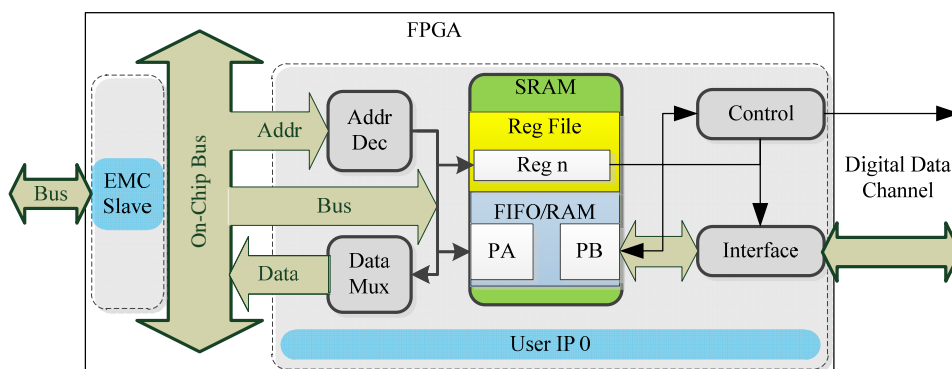 FPGA
Bus
EMC
Slave
On-Chip Bus
Addr
Bus
Data
Addr
Dec
Data
Mux
SRAM
Reg File
Reg n
FIFO/RAM
PA
PB
Control
Interface
Digital Data
Channel
User IP 0